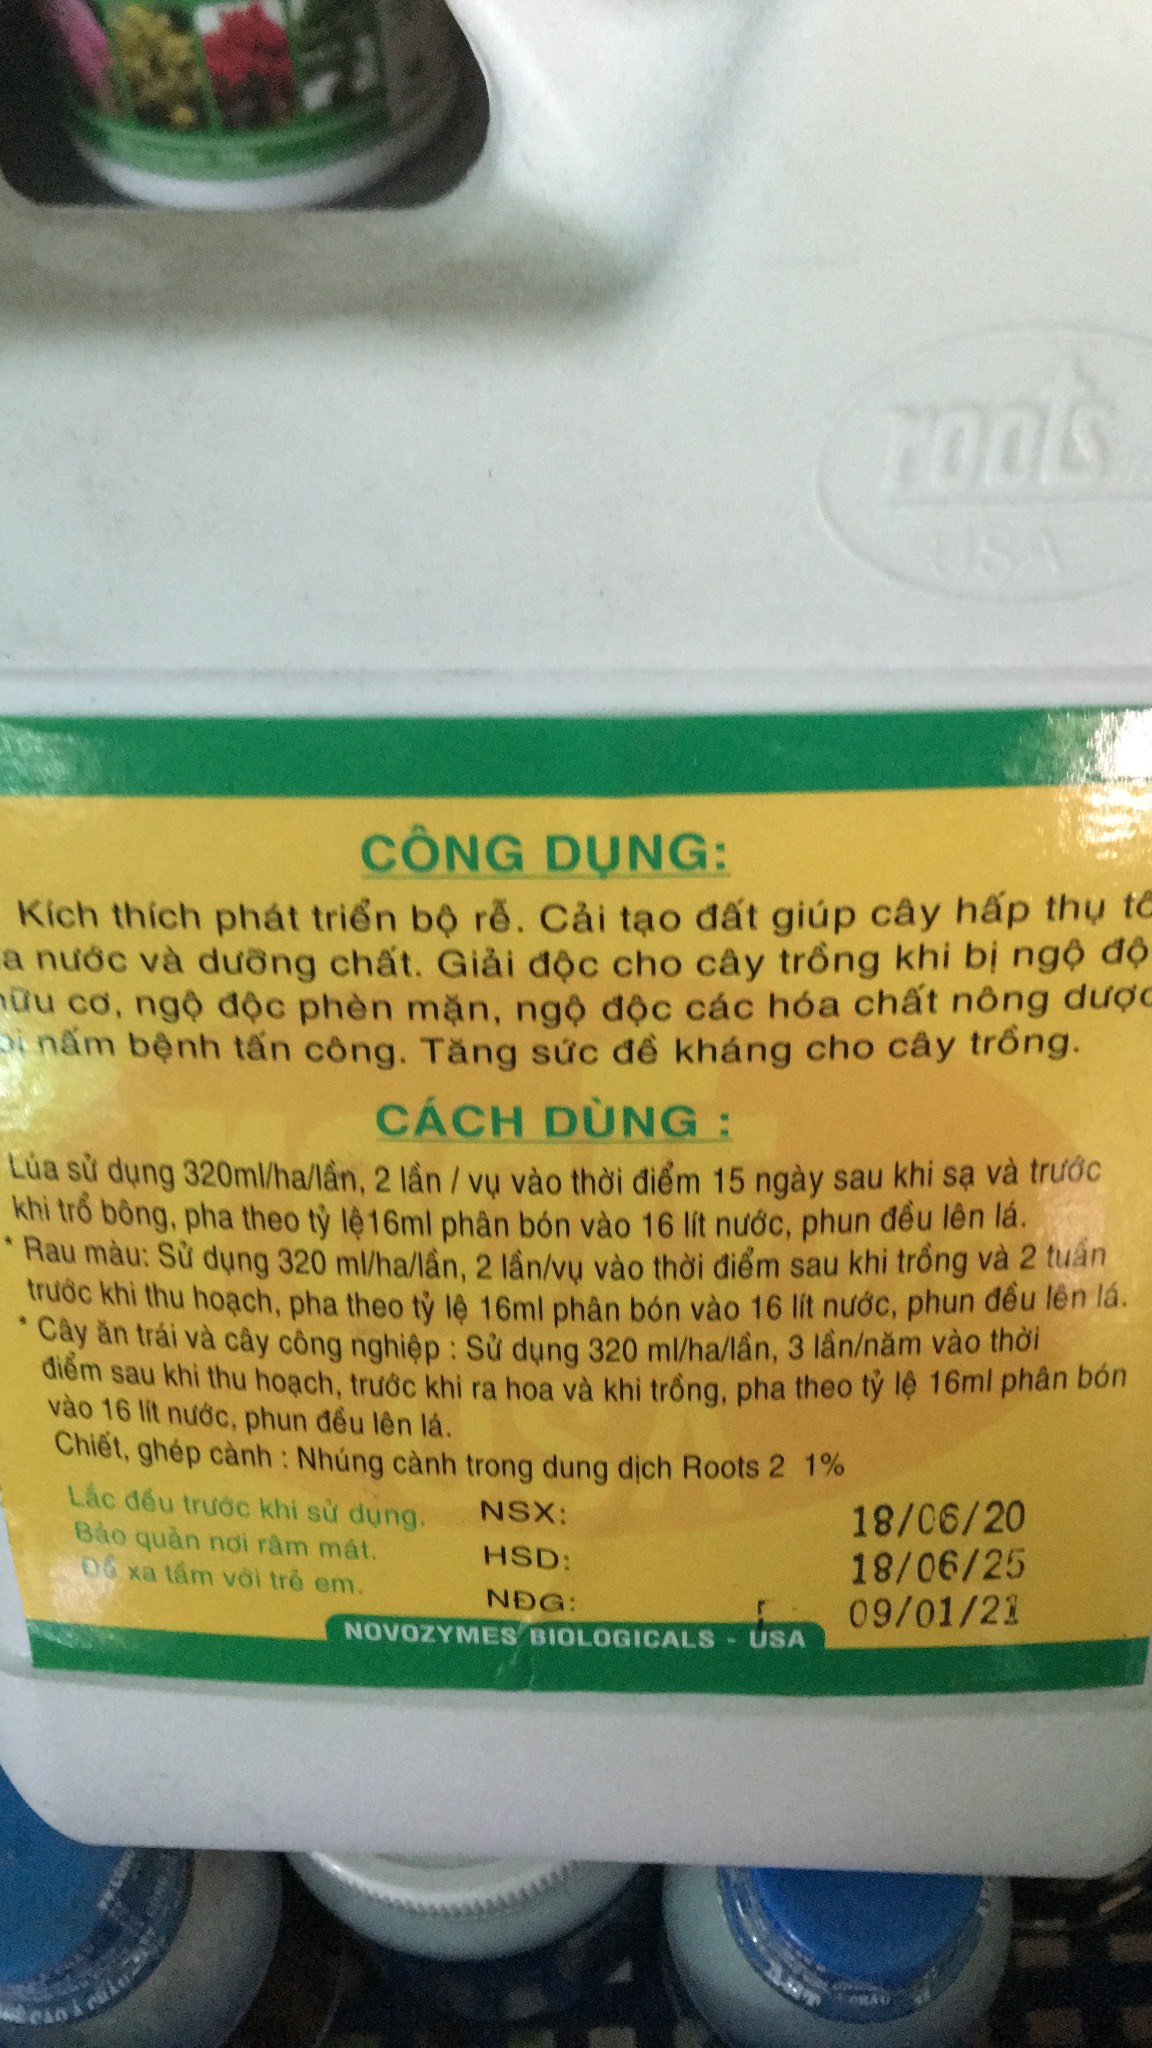 roots
USA
CÔNG DỤNG:
Kích thích phát triển bộ rễ. Cải tạo đất giúp cây hấp thụ
nước và dưỡng chất. Giải độc cho cây trồng khi bị ngộ
cơ, ngộ độc phèn mặn, ngộ độc các hóa chất nông dược
nấm bệnh tấn công. Tăng sức đề kháng cho cây trồng.
CÁCH DÙNG :
Lúa sử dụng 320ml/ha/lần, 2 lần / vụ vào thời điểm 15 ngày sau khi sạ và trước
khi trổ bông, pha theo tỷ lệ16ml phân bón vào 16 lít nước, phun đều lên lá.
* Rau màu: Sử dụng 320 ml/ha/lần, 2 lần/vụ vào thời điểm sau khi trồng và 2 tuần
trước khi thu hoạch, pha theo tỷ lệ 16ml phân bón vào 16 lít nước, phun đều lên lá.
* Cây ăn trái và cây công nghiệp : Sử dụng 320 ml/ha/lần, 3 lần/năm vào thời
điểm sau khi thu hoạch, trước khi ra hoa và khi trồng, pha theo tỷ lệ 16ml phân bón
vào 16 lít nước, phun đều lên lá.
Chiết, ghép cành : Nhúng cành trong dung dịch Roots 2 1%
Lắc đều trước khi sử dụng.
Bảo quản nơi râm mát.
Để xa tầm với trẻ em.
NSX: 18/06/20
HSD: 18/06/25
NĐG: 09/01/21
NOVOZYMES BIOLOGICALS - USA